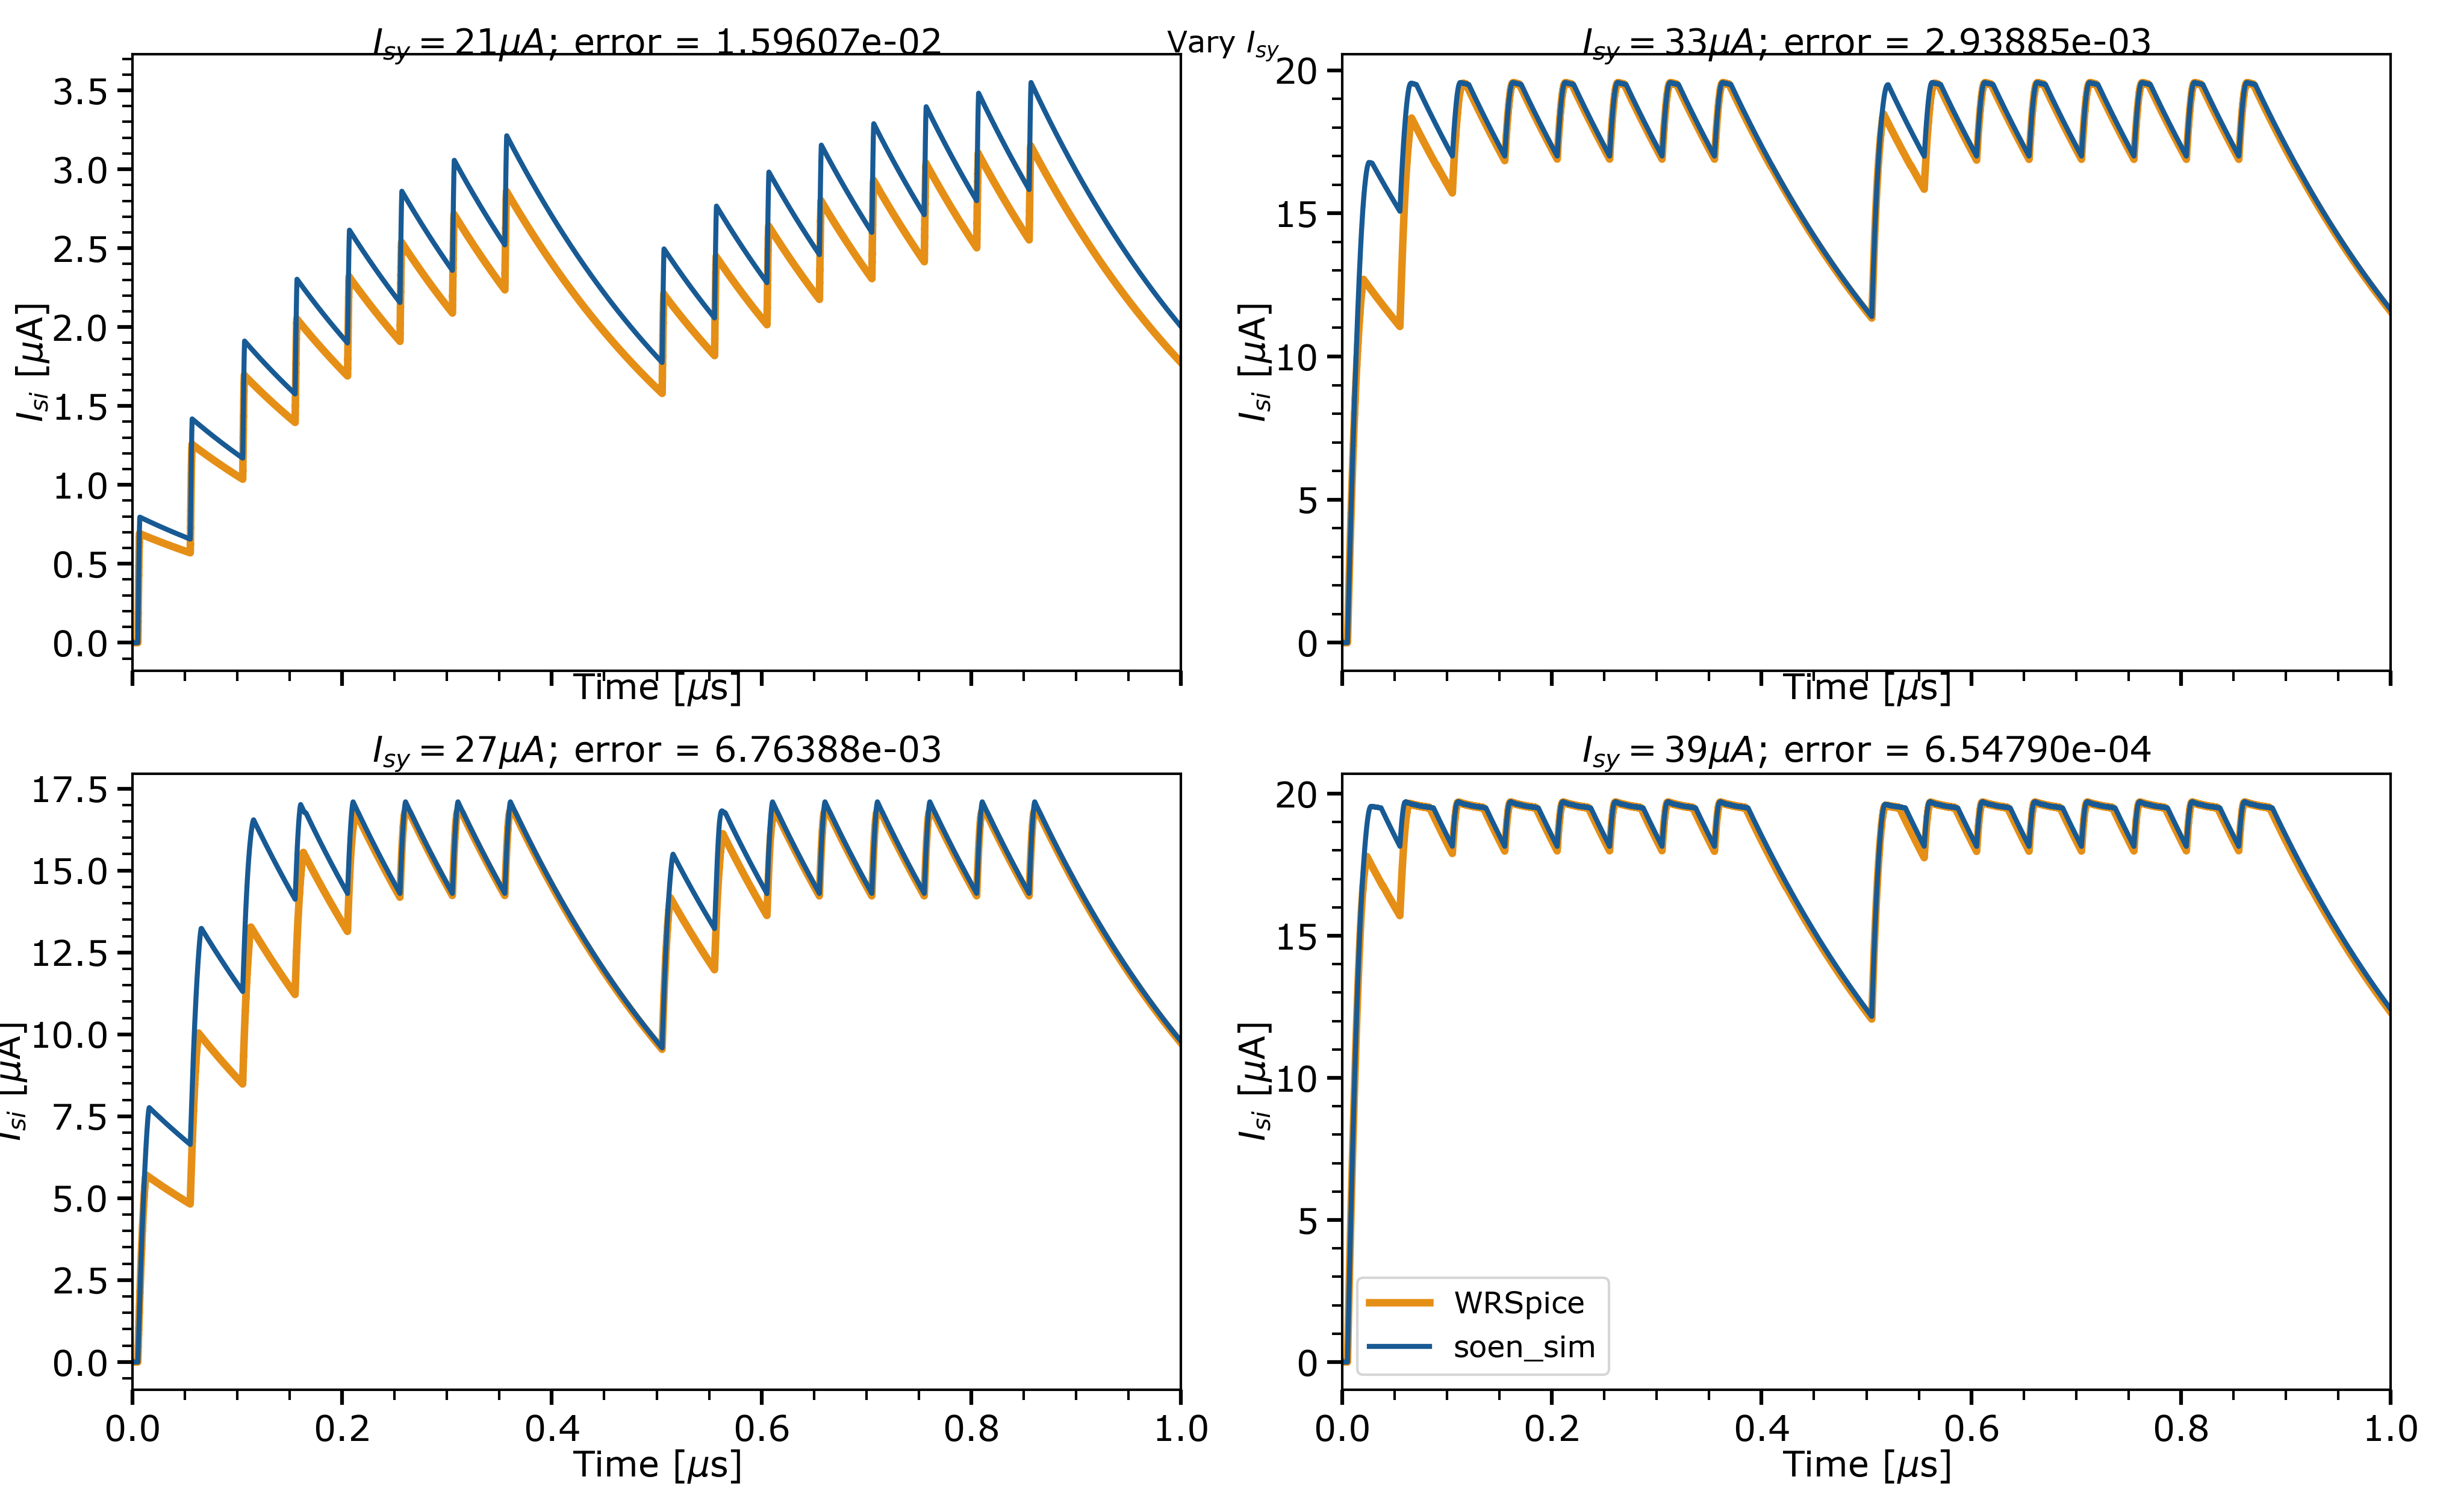 Vary I_sy
I_sy = 21μA; error = 1.59607e-02
3.5
3.0
2.5
2.0
1.5
1.0
0.5
0.0
I_si [μA]
Time [μs]
I_sy = 33μA; error = 2.93885e-03
20
15
10
5
0
I_si [μA]
Time [μs]
I_sy = 27μA; error = 6.76388e-03
17.5
15.0
12.5
10.0
7.5
5.0
2.5
0.0
I_si [μA]
0.0 0.2 0.4 0.6 0.8 1.0
Time [μs]
I_sy = 39μA; error = 6.54790e-04
20
15
10
5
0
I_si [μA]
WRSpice
soen_sim
0.0 0.2 0.4 0.6 0.8 1.0
Time [μs]